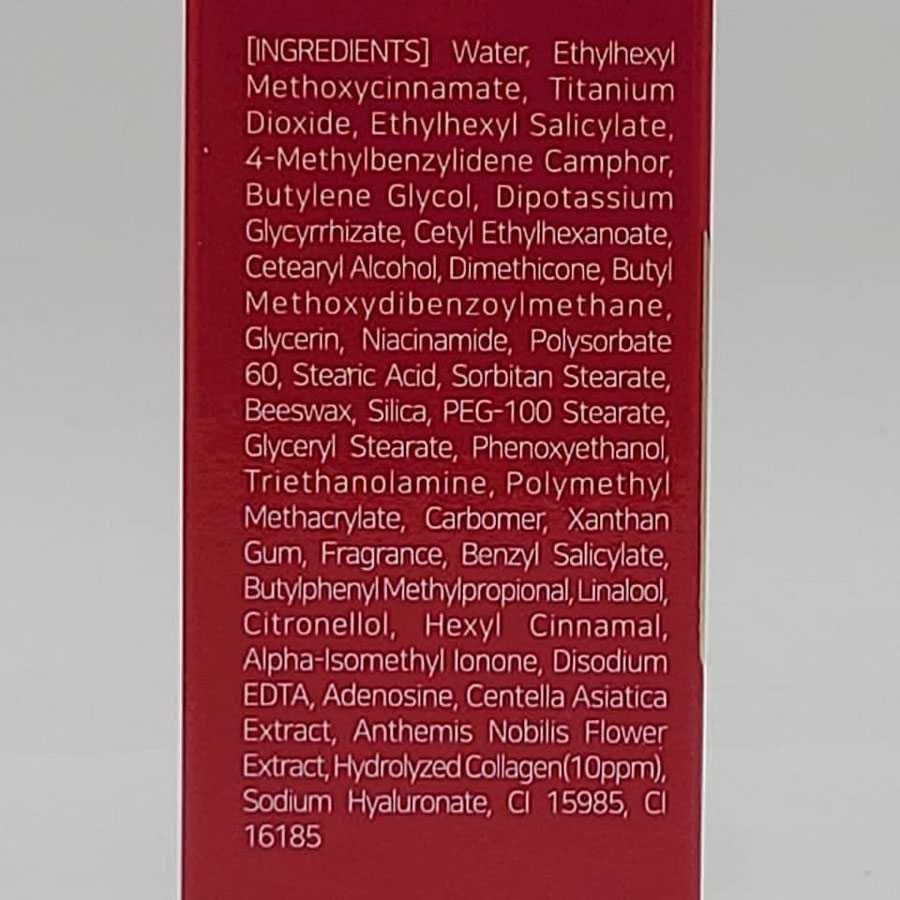 [INGREDIENTS] Water, Ethylhexyl
Methoxycinnamate, Titanium
Dioxide, Ethylhexyl Salicylate,
4-Methylbenzylidene Camphor,
Butylene Glycol, Dipotassium
Glycyrrhizate, Cetyl Ethylhexanoate,
Cetearyl Alcohol, Dimethicone, Butyl
Methoxydibenzoylmethane,
Glycerin, Niacinamide, Polysorbate
60, Stearic Acid, Sorbitan Stearate,
Beeswax, Silica, PEG-100 Stearate,
Glyceryl Stearate, Phenoxyethanol,
Triethanolamine, Polymethyl
Methacrylate, Carbomer, Xanthan
Gum, Fragrance, Benzyl Salicylate,
Butylphenyl Methylpropional, Linalool,
Citronellol, Hexyl Cinnamal,
Alpha-Isomethyl Ionone, Disodium
EDTA, Adenosine, Centella Asiatica
Extract, Anthemis Nobilis Flower
Extract, Hydrolyzed Collagen(10ppm),
Sodium Hyaluronate, CI 15985, CI
16185